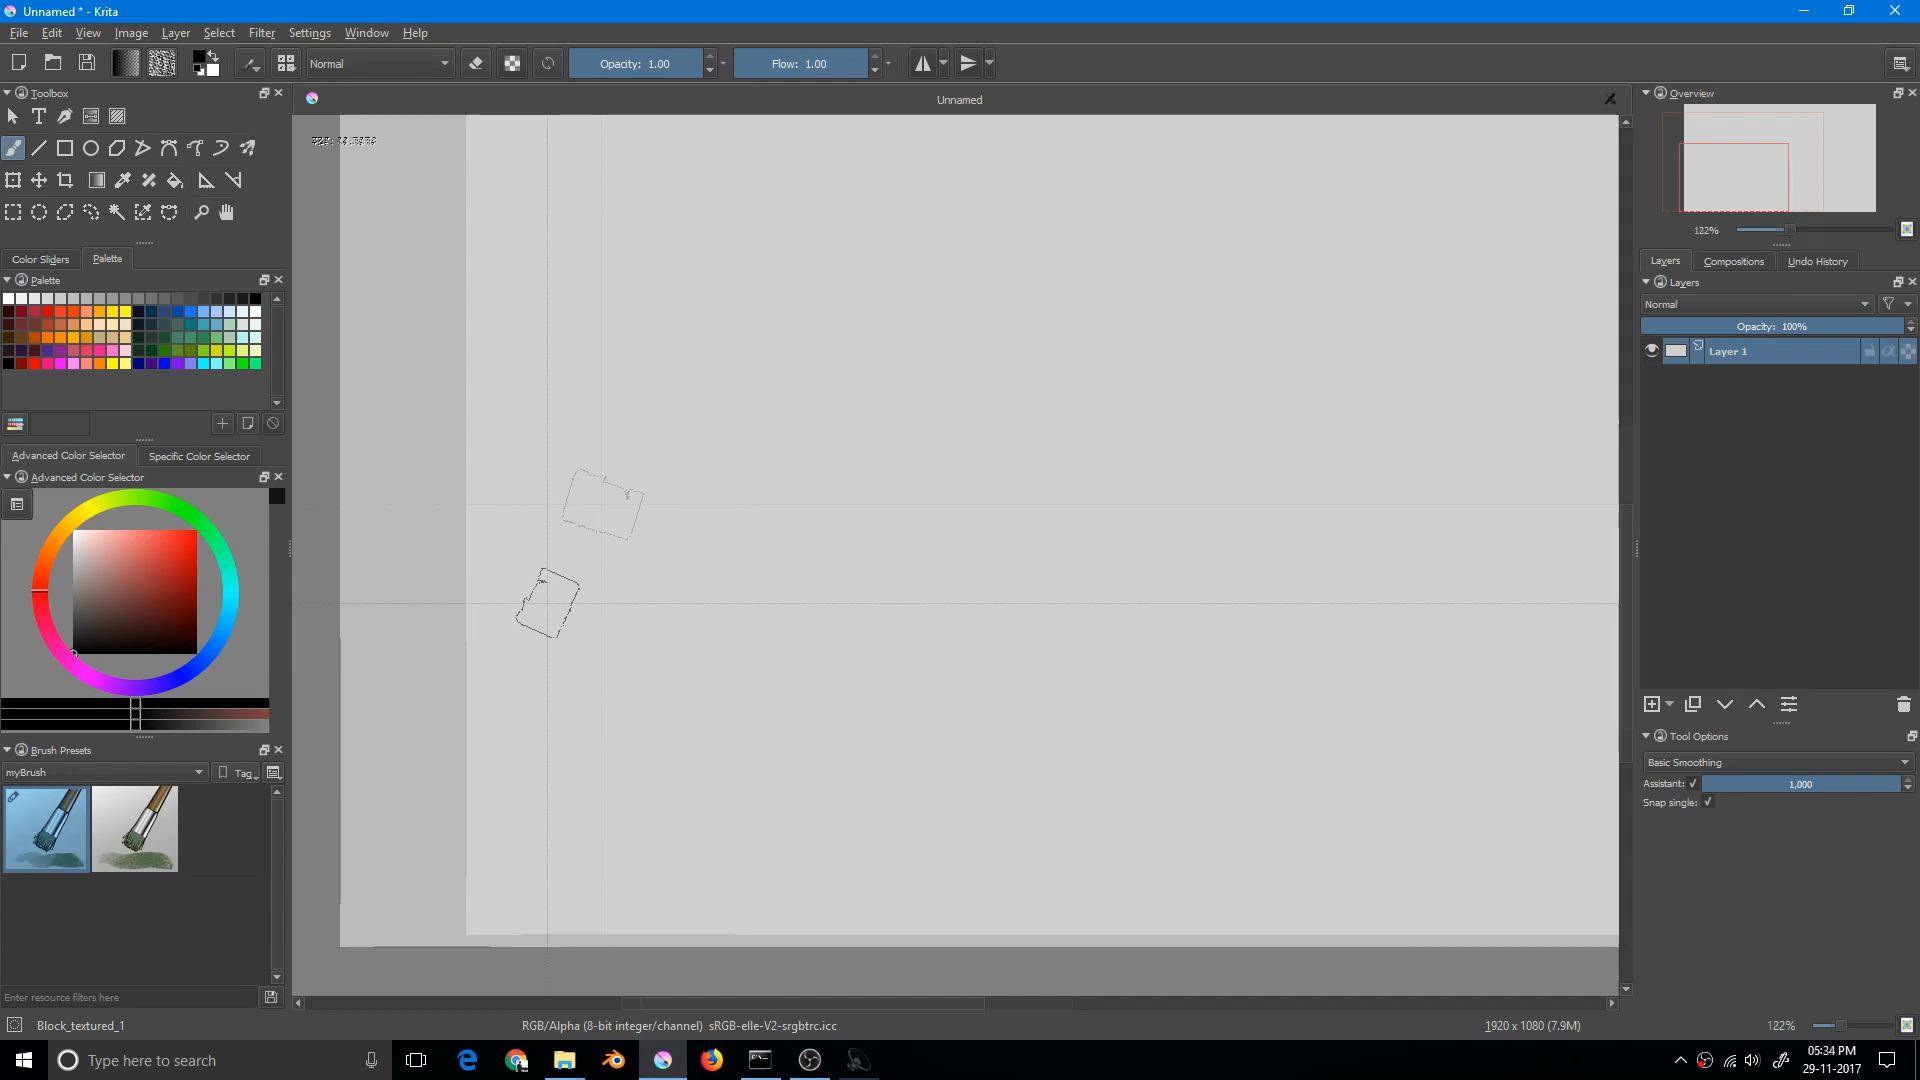 Unnamed * - Krita
File Edit View Image Layer Select Filter Settings Window Help
Normal Opacity: 1.00 Flow: 1.00
Toolbox
Unnamed
Overview
122%
Color Sliders Palette
Palette
Layers Compositions Undo History
Layers
Normal
Opacity: 100%
Layer 1
Advanced Color Selector Specific Color Selector
Advanced Color Selector
Brush Presets
myBrush Tag
Tool Options
Basic Smoothing
Assistant: 1,000
Snap single:
Enter resource filters here
Block_textured_1 RGB/Alpha (8-bit integer/channel) sRGB-elle-V2-srgbtrc.icc 1920 x 1080 (7.9M) 122%
Type here to search
05:34 PM
29-11-2017